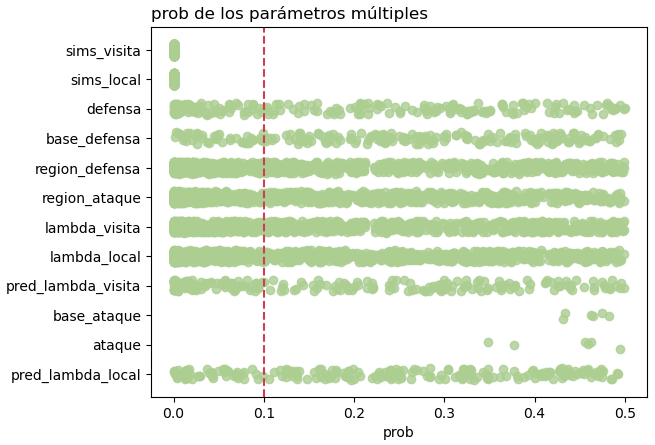 prob de los parámetros múltiples
sims_visita
sims_local
defensa
base_defensa
region_defensa
region_ataque
lambda_visita
lambda_local
pred_lambda_visita
base_ataque
ataque
pred_lambda_local
0.0 0.1 0.2 0.3 0.4 0.5
prob